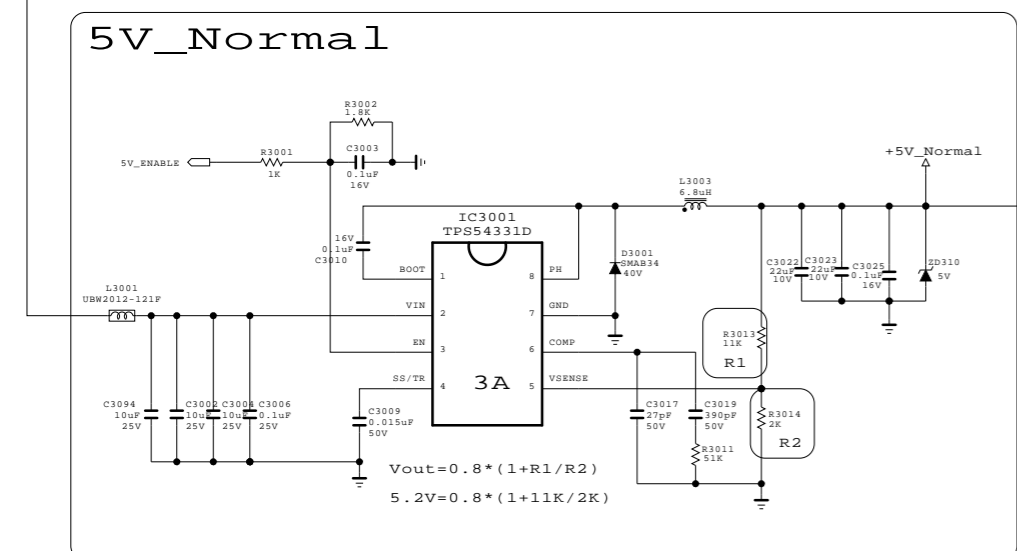 5V_Normal
R3002
1.8K
5V_ENABLE
R3001
1K
C3003
0.1uF
16V
+5V_Normal
L3003
6.8uH
IC3001
TPS54331D
16V
0.1uF
C3010
D3001
SMAB34
40V
C3022
22uF
10V
C3023
22uF
10V
C3025
0.1uF
16V
ZD310
5V
BOOT
1
8
PH
L3001
UBW2012-121F
VIN
2
7
GND
EN
3
6
COMP
R3013
11K
R1
SS/TR
4
3A
5
VSENSE
C3094
10uF
25V
C3002
10uF
25V
C3004
10uF
25V
C3006
0.1uF
25V
C3009
0.015uF
50V
C3017
27pF
50V
C3019
390pF
50V
R3014
2K
R2
R3011
51K
Vout=0.8*(1+R1/R2)
5.2V=0.8*(1+11K/2K)